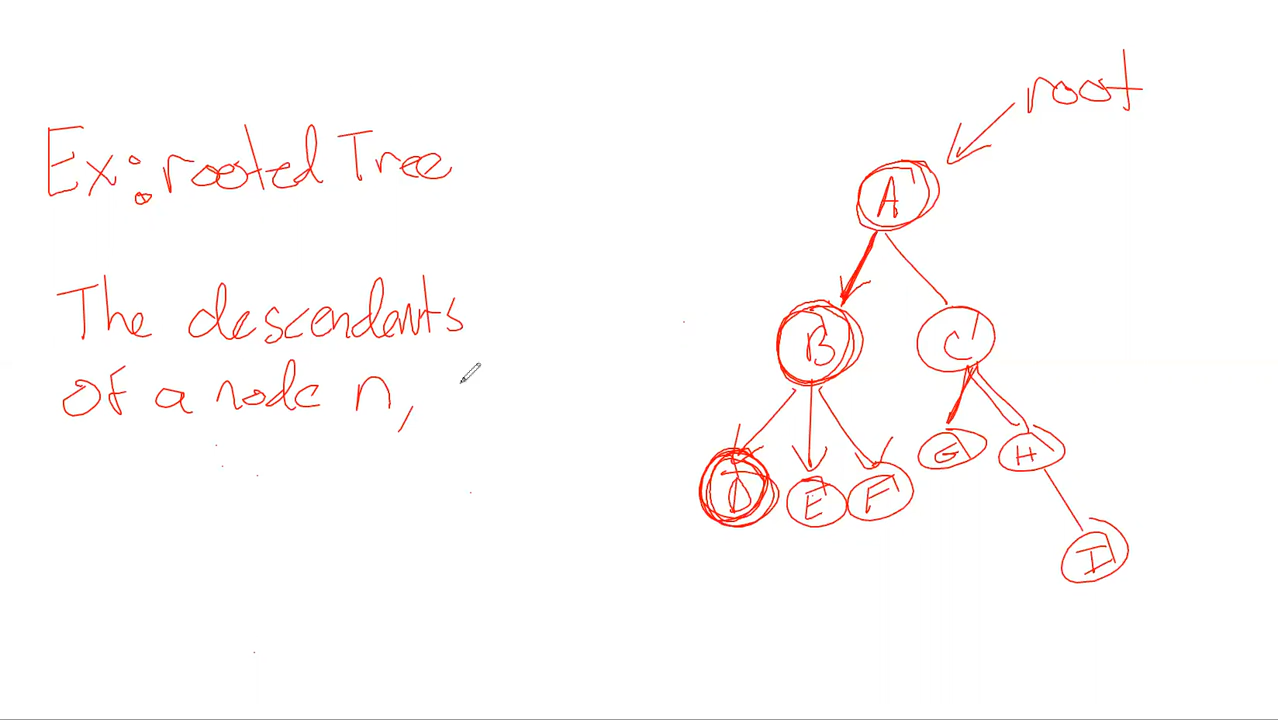 root
Ex: rooted Tree
A
The descendants
B
C
of a node n,
G
H
D
E
F
I